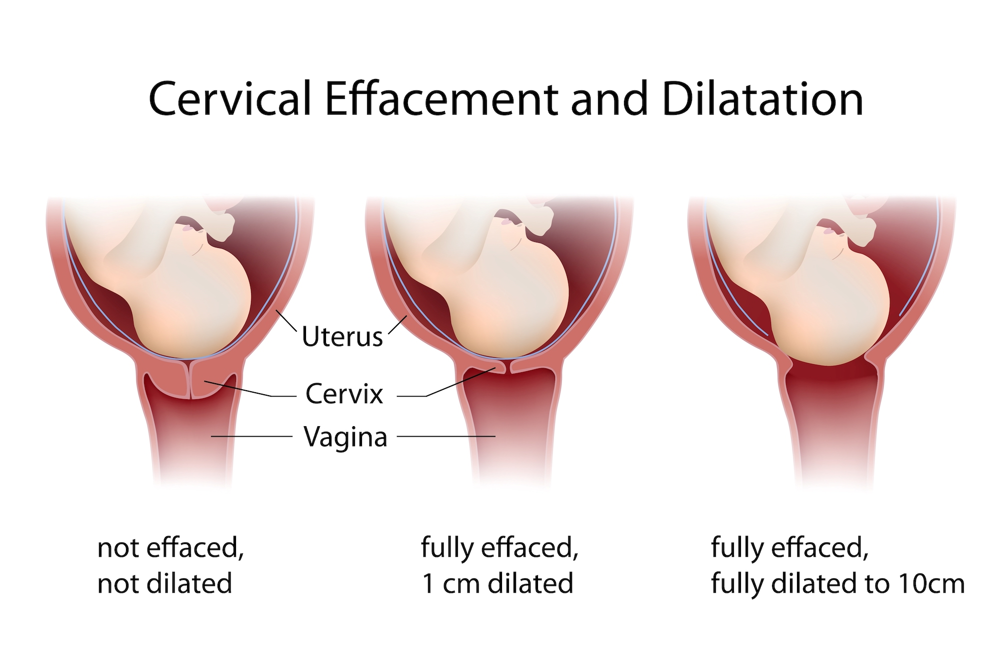 Cervical Effacement and Dilatation
Uterus
Cervix
Vagina
not effaced,
not dilated
fully effaced,
1 cm dilated
fully effaced,
fully dilated to 10cm